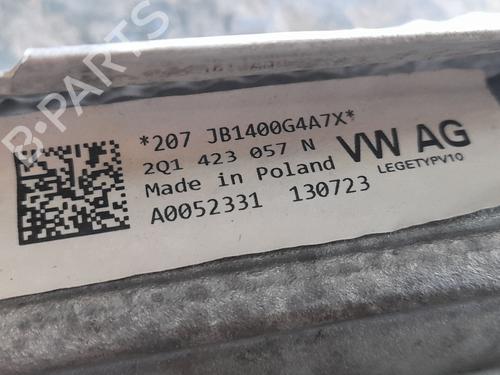 *207 JB1400G4A7X*
2Q1 423 057 N
VW AG
Made in Poland
LEGETYPV10
A0052331 130723
B-PARTS